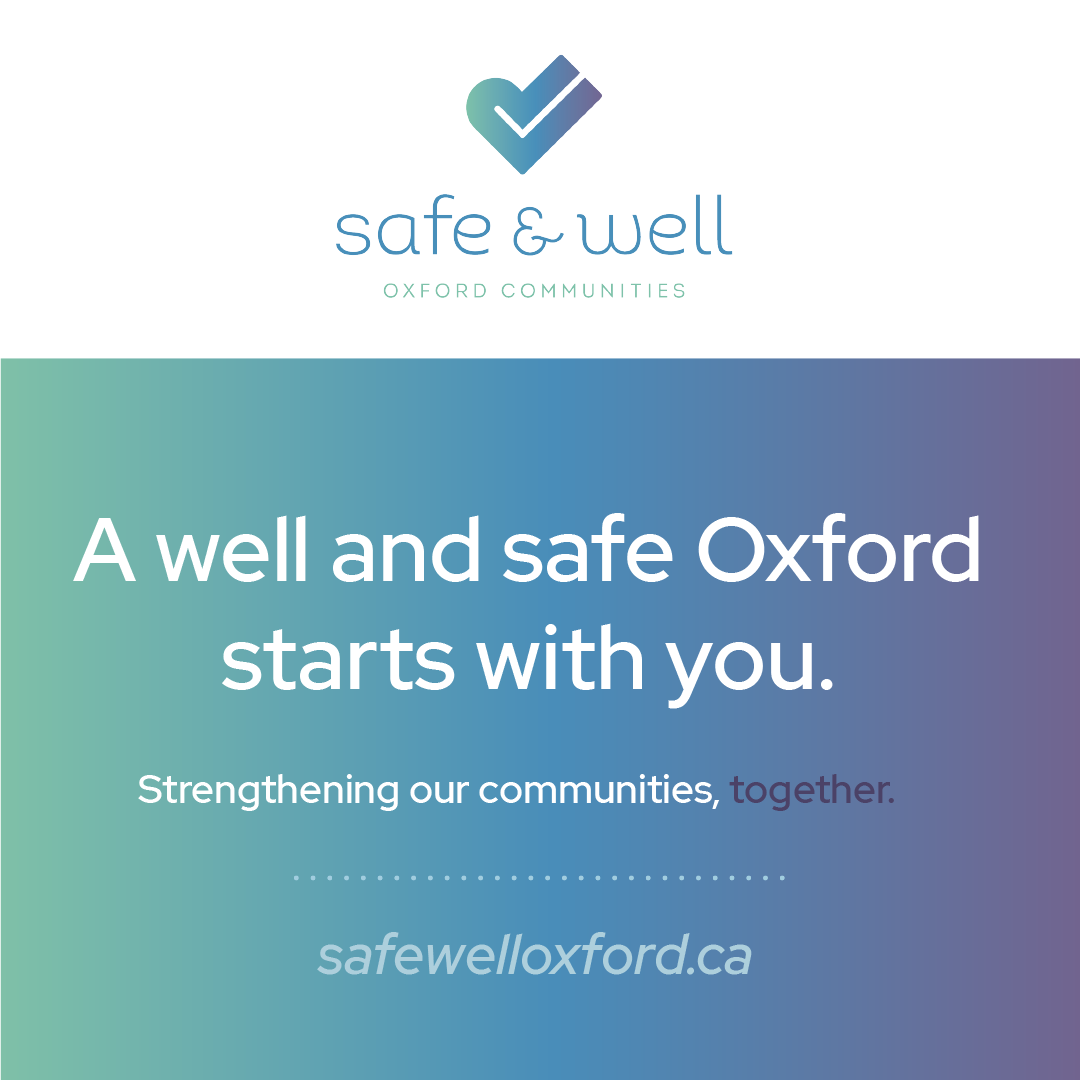 safe & well
OXFORD COMMUNITIES
A well and safe Oxford
starts with you.
Strengthening our communities, together.
safewelloxford.ca